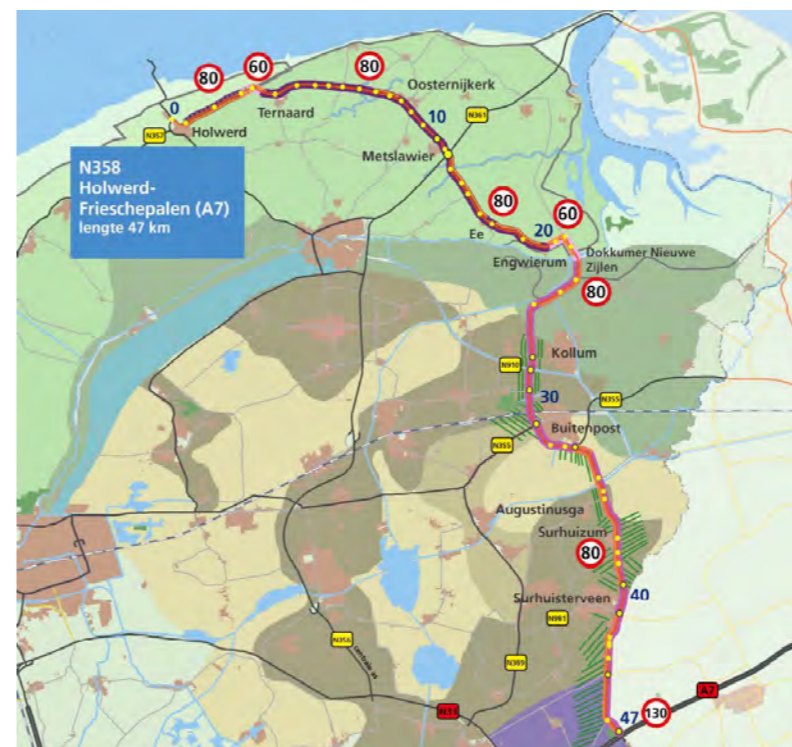 80
60
80
0
Holwerd
Ternaard
Oosternijkerk
N357
10
N361
Metslawier
N358
Holwerd-
Frieschepalen (A7)
lengte 47 km
80
Ee
20
60
Engwierum
Dokkumer Nieuwe
Zijlen
80
Kollum
N910
30
N355
Buitenpost
N355
Augustinusga
Surhuizum
80
40
Surhuisterveen
N981
N356
centrale as
N369
N31
47
130
A7